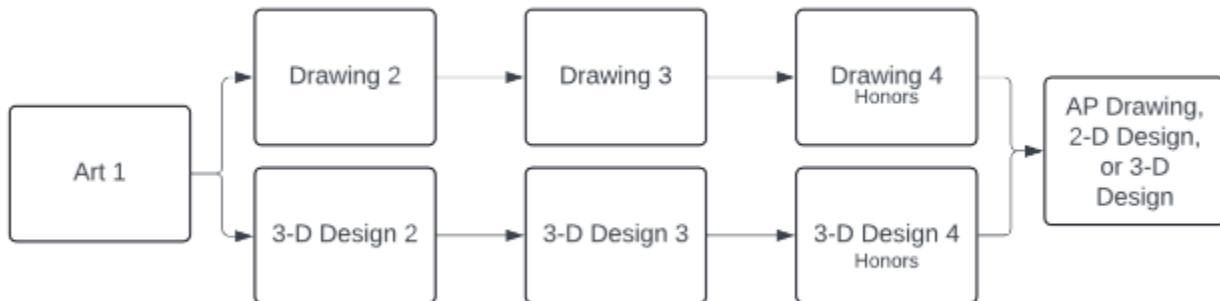 Art 1
Drawing 2
Drawing 3
Drawing 4
Honors
3-D Design 2
3-D Design 3
3-D Design 4
Honors
AP Drawing,
2-D Design,
or 3-D
Design